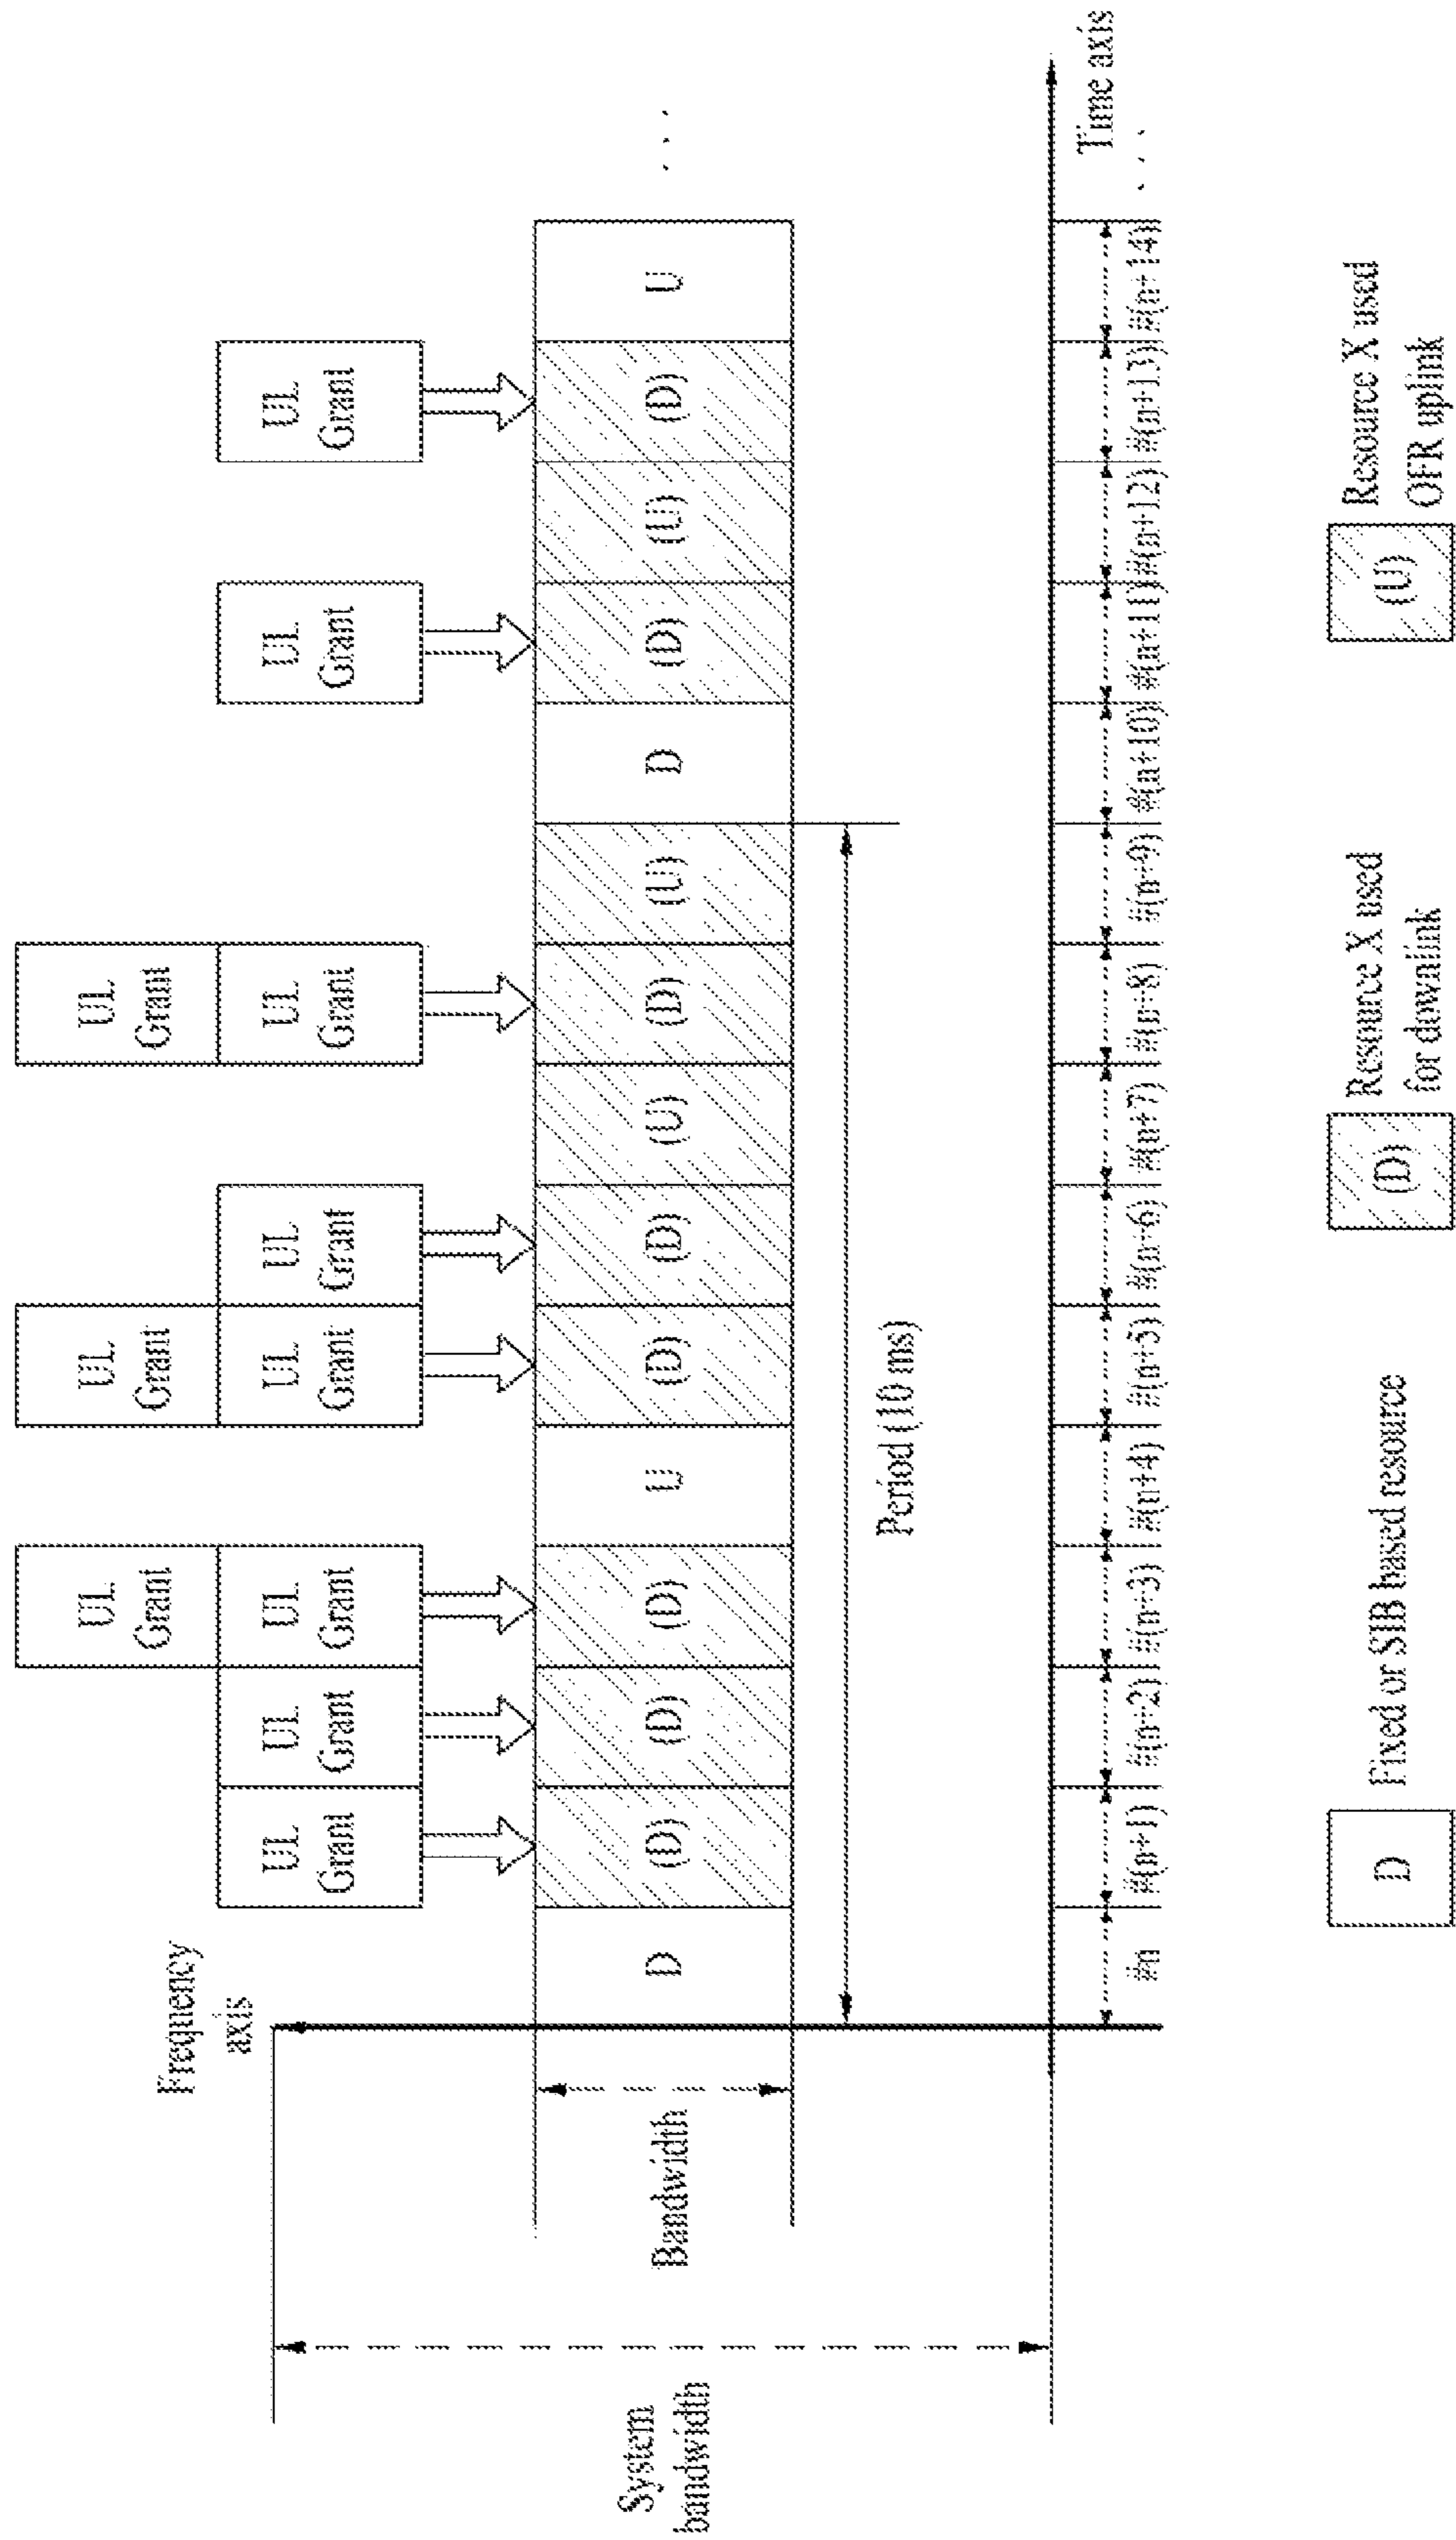 Frequency
axis
UL
Grant
UL
Grant
UL
Grant
UL
Grant
UL
Grant
UL
Grant
UL
Grant
UL
Grant
UL
Grant
UL
Grant
UL
Grant
D
(D)
(D)
(D)
U
(D)
(D)
(U)
(D)
(U)
D
(D)
(U)
(D)
U
. . .
System
bandwidth
Bandwidth
Period (10 ms)
Time axis
#n
#(n+1)
#(n+2)
#(n+3)
#(n+4)
#(n+5)
#(n+6)
#(n+7)
#(n+8)
#(n+9)
#(n+10)
#(n+11)
#(n+12)
#(n+13)
#(n+14)
. . .
D
Fixed or SIB based resource
(D)
Resource X used
for downlink
(U)
Resource X used
OFR uplink